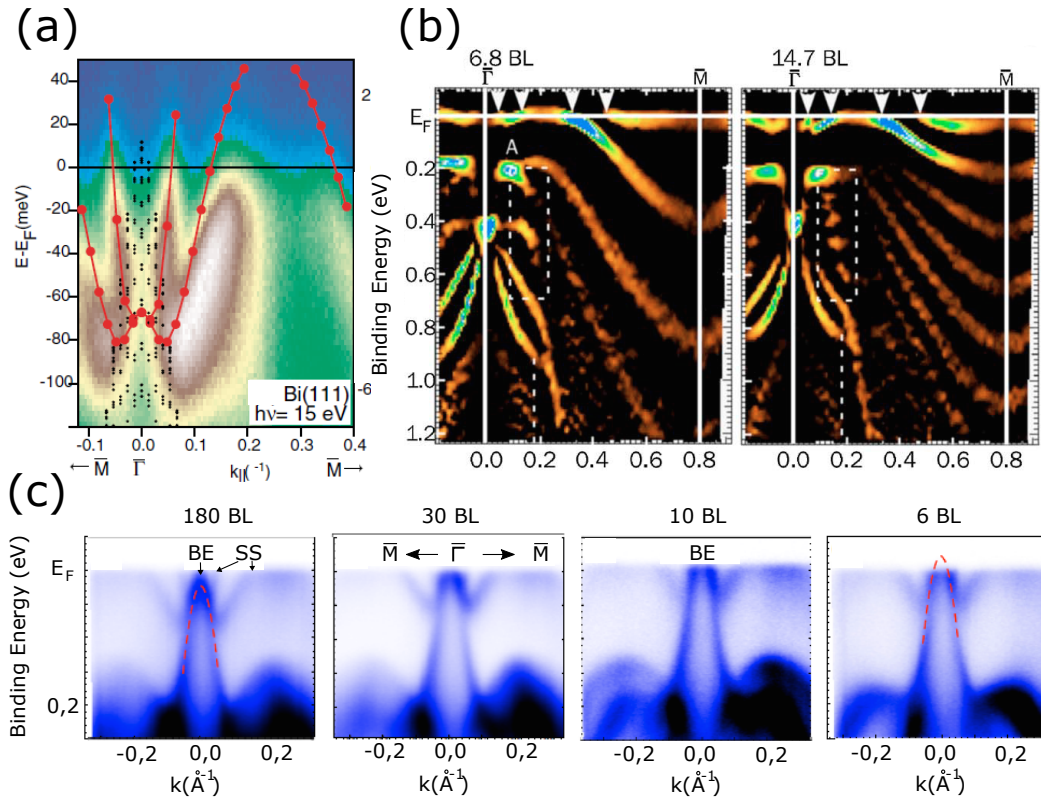 (a)
40
20
0
-20
-40
-60
-80
-100
E-E_F(meV)
2
-6
Bi(111)
hν= 15 eV
-0.1 0.0 0.1 0.2 0.3 0.4
←M̅ Γ̅ k||(⁻¹) M̅→
(b)
6.8 BL 14.7 BL
Γ̅ M̅ Γ̅ M̅
E_F
A
0.2
0.4
0.6
0.8
1.0
1.2
Binding Energy (eV)
0.0 0.2 0.4 0.6 0.8 0.0 0.2 0.4 0.6 0.8
(c)
180 BL 30 BL 10 BL 6 BL
BE SS M̅ ← Γ̅ → M̅ BE
E_F
0,2
Binding Energy (eV)
-0,2 0,0 0,2 -0,2 0,0 0,2 -0,2 0,0 0,2 -0,2 0,0 0,2
k(Å⁻¹) k(Å⁻¹) k(Å⁻¹) k(Å⁻¹)